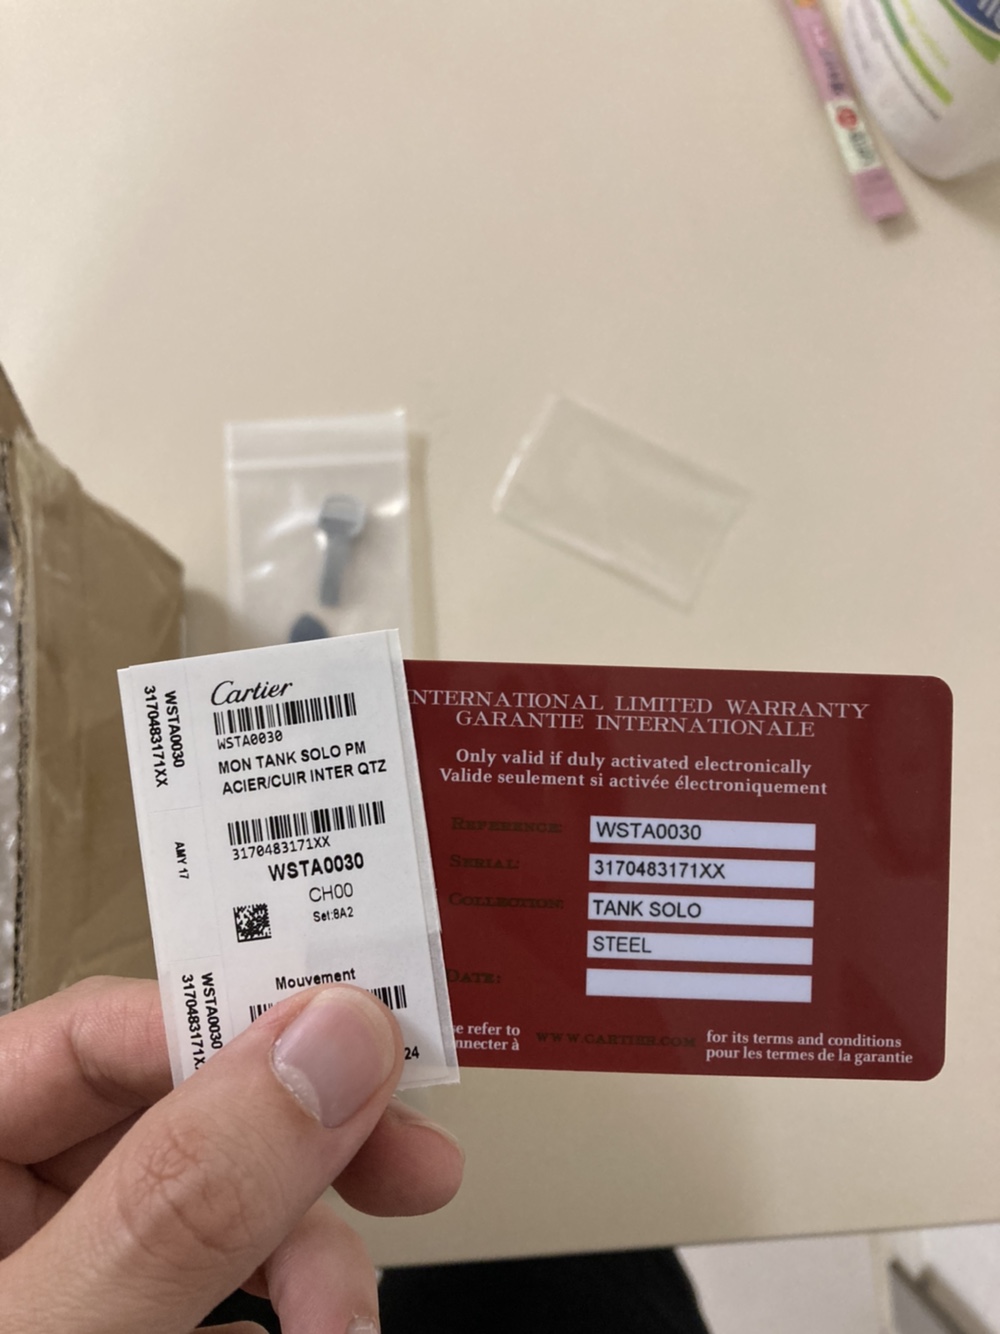 WSTA0030
3170483171XX
AMY 17
WSTA0030
Cartier
WSTA0030
MON TANK SOLO PM
ACIER/CUIR INTER QTZ
3170483171XX
WSTA0030
CH00
Set:8A2
Mouvement
24
INTERNATIONAL LIMITED WARRANTY
GARANTIE INTERNATIONALE
Only valid if duly activated electronically
Valide seulement si activée électroniquement
REFERENCE: WSTA0030
SERIAL: 3170483171XX
COLLECTION: TANK SOLO
STEEL
DATE:
refer to WWW.CARTIER.COM for its terms and conditions
pour les termes de la garantie